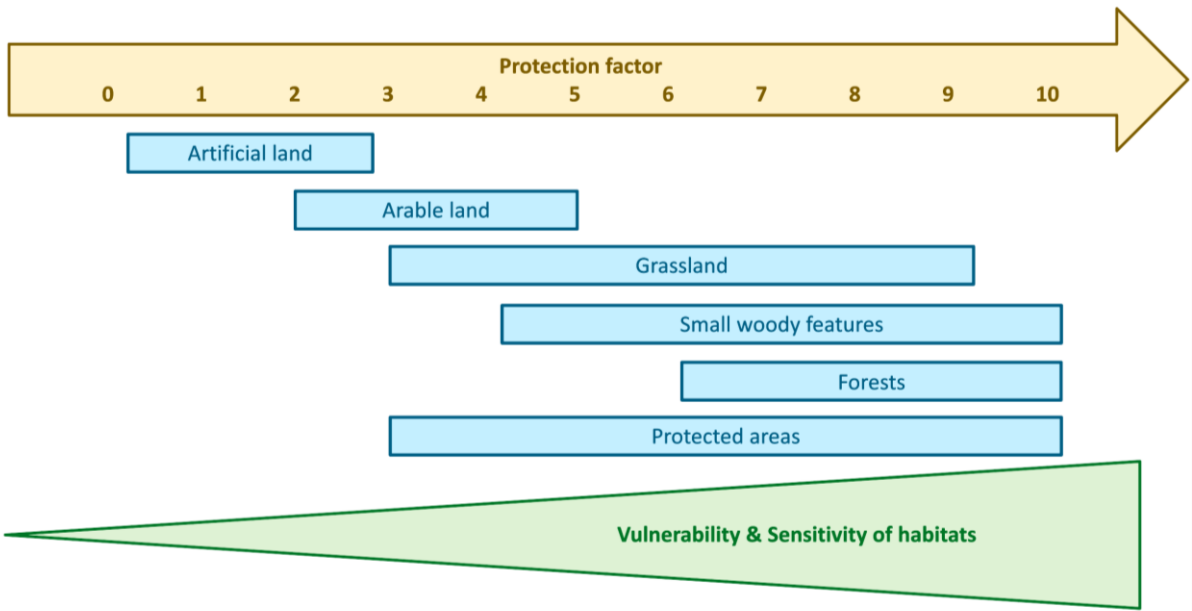 Protection factor
0 1 2 3 4 5 6 7 8 9 10
Artificial land
Arable land
Grassland
Small woody features
Forests
Protected areas
Vulnerability & Sensitivity of habitats